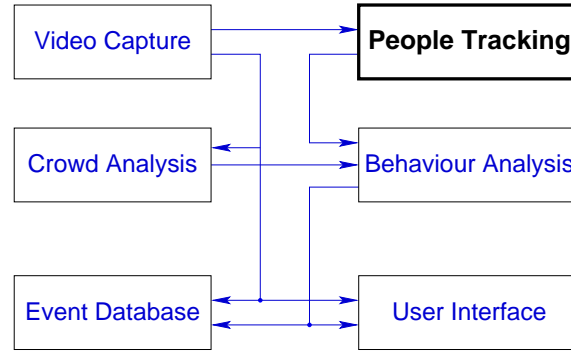 Video Capture
People Tracking
Crowd Analysis
Behaviour Analysis
Event Database
User Interface